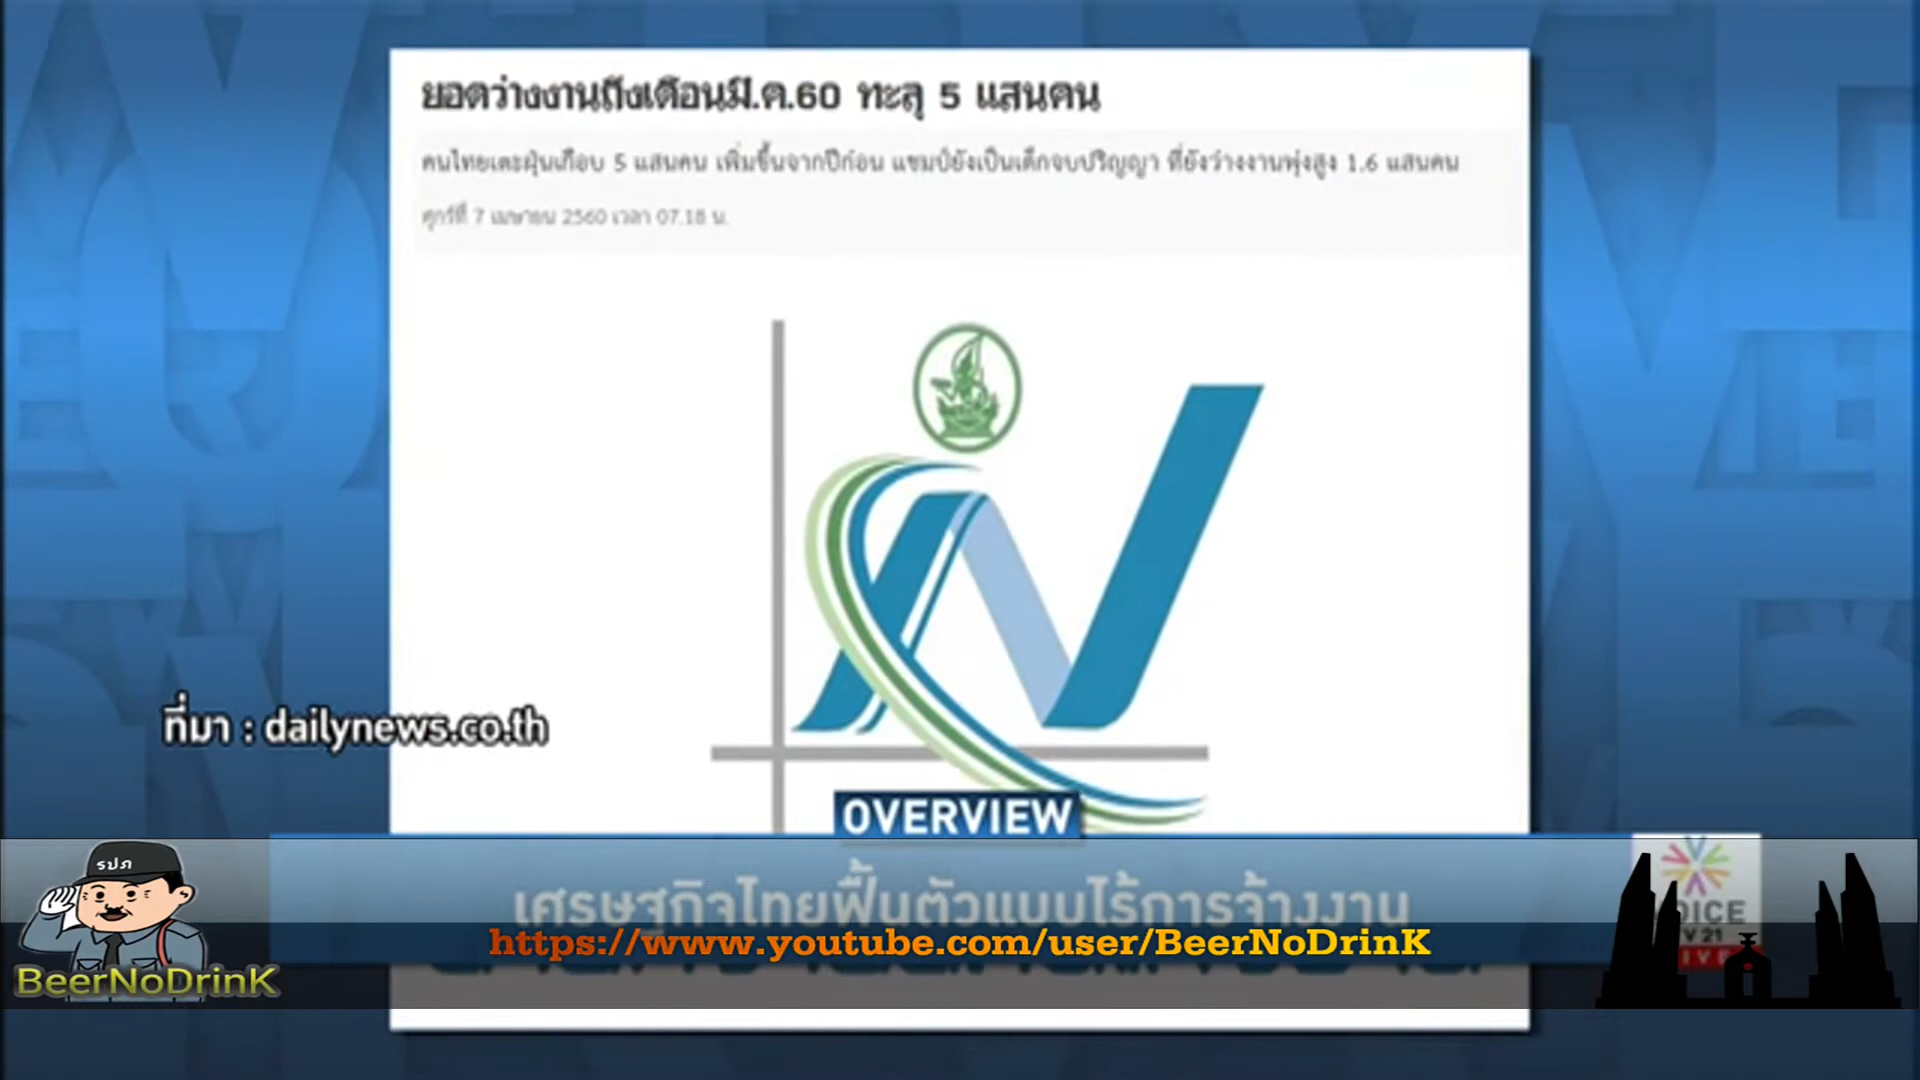 ยอดว่างงานถึงเดือนมี.ค.60 ทะลุ 5 แสนคน
คนไทยเตะฝุ่นเกือบ 5 แสนคน เพิ่มขึ้นจากปีก่อน แชมป์ยังเป็นเด็กจบปริญญา ที่ยังว่างงานพุ่งสูง 1.6 แสนคน
ศุกร์ที่ 7 เมษายน 2560 เวลา 07.18 น.
ที่มา : dailynews.co.th
OVERVIEW
เศรษฐกิจไทยฟื้นตัวแบบไร้การจ้างงาน
https://www.youtube.com/user/BeerNoDrinK
รปภ
BeerNoDrinK